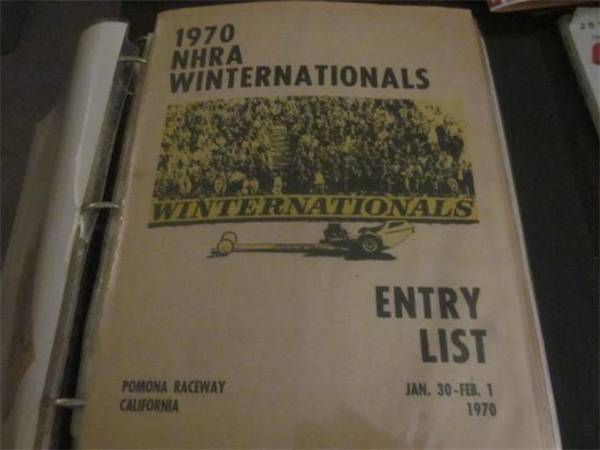 1970
NHRA
WINTERNATIONALS
WINTERNATIONALS
ENTRY
LIST
POMONA RACEWAY
CALIFORNIA
JAN. 30-FEB. 1
1970